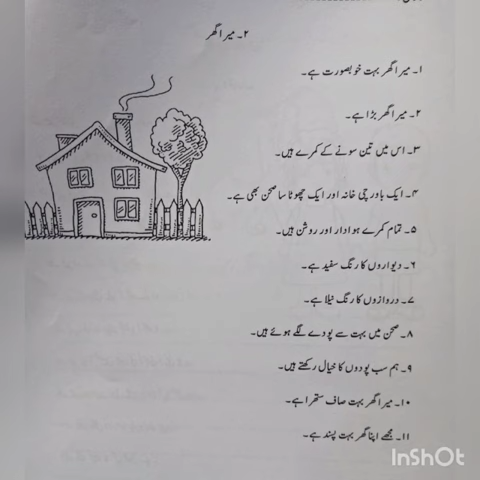 ۲۔ میرا گھر
۱۔ میرا گھر بہت خوبصورت ہے۔
۲۔ میرا گھر بڑا ہے۔
۳۔ اس میں تین سونے کے کمرے ہیں۔
۴۔ ایک باورچی خانہ اور ایک چھوٹا سا صحن بھی ہے۔
۵۔ تمام کمرے ہوادار اور روشن ہیں۔
۶۔ دیواروں کا رنگ سفید ہے۔
۷۔ دروازوں کا رنگ نیلا ہے۔
۸۔ صحن میں بہت سے پودے لگے ہوئے ہیں۔
۹۔ ہم سب پودوں کا خیال رکھتے ہیں۔
۱۰۔ میرا گھر بہت صاف ستھرا ہے۔
۱۱۔ مجھے اپنا گھر بہت پسند ہے۔
InShOt